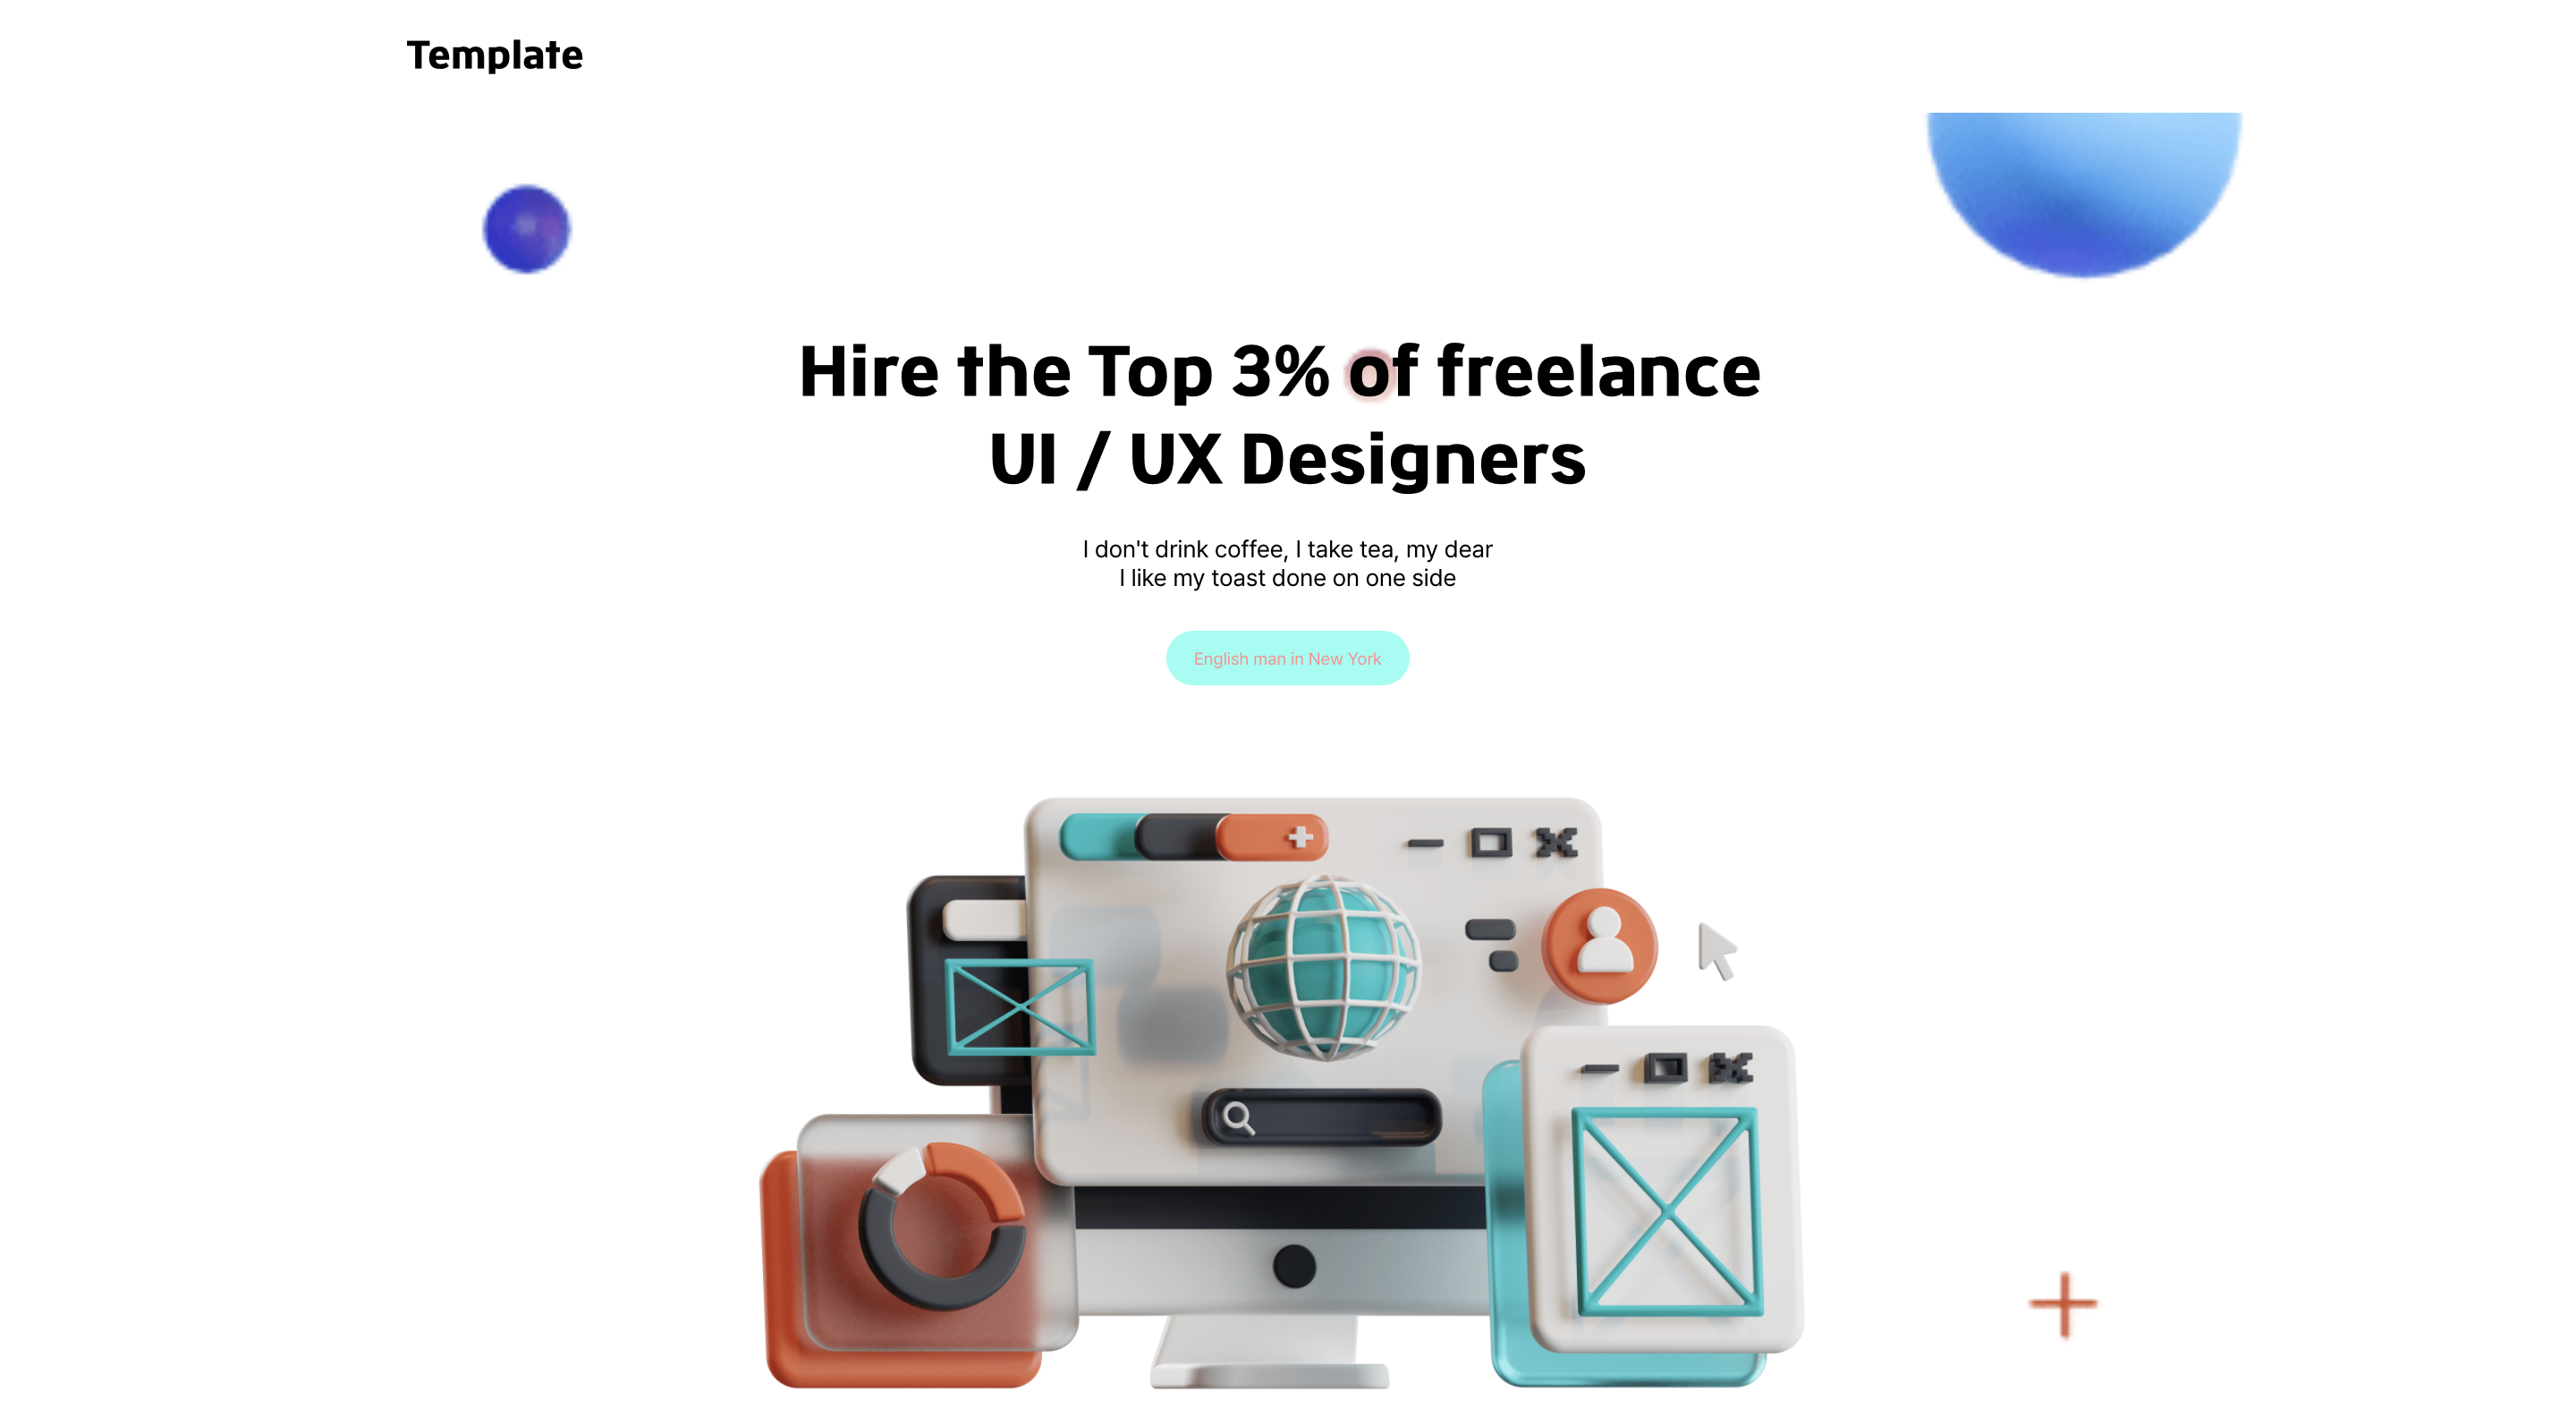 Template
Hire the Top 3% of freelance
UI / UX Designers
I don't drink coffee, I take tea, my dear
I like my toast done on one side
English man in New York